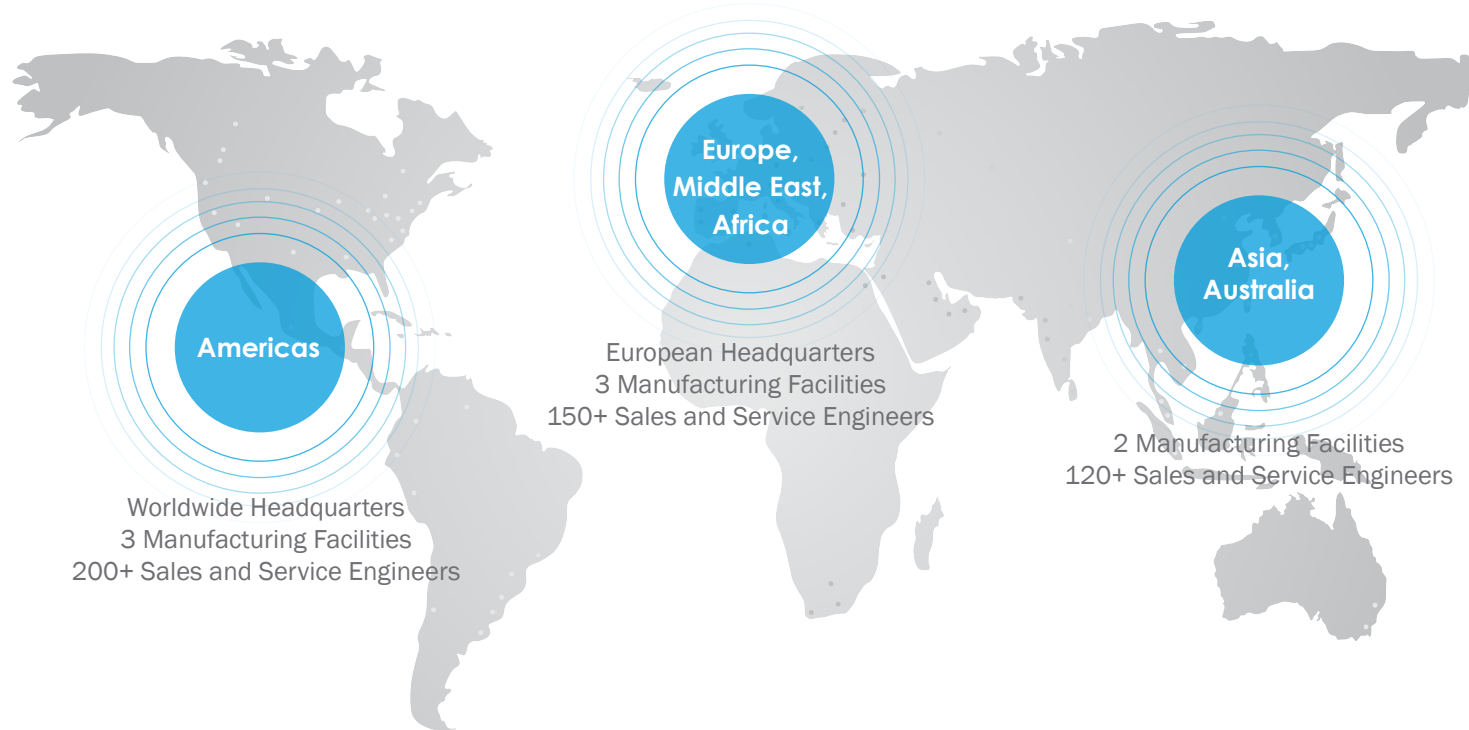 Europe,
Middle East,
Africa
European Headquarters
3 Manufacturing Facilities
150+ Sales and Service Engineers
Asia,
Australia
2 Manufacturing Facilities
120+ Sales and Service Engineers
Americas
Worldwide Headquarters
3 Manufacturing Facilities
200+ Sales and Service Engineers